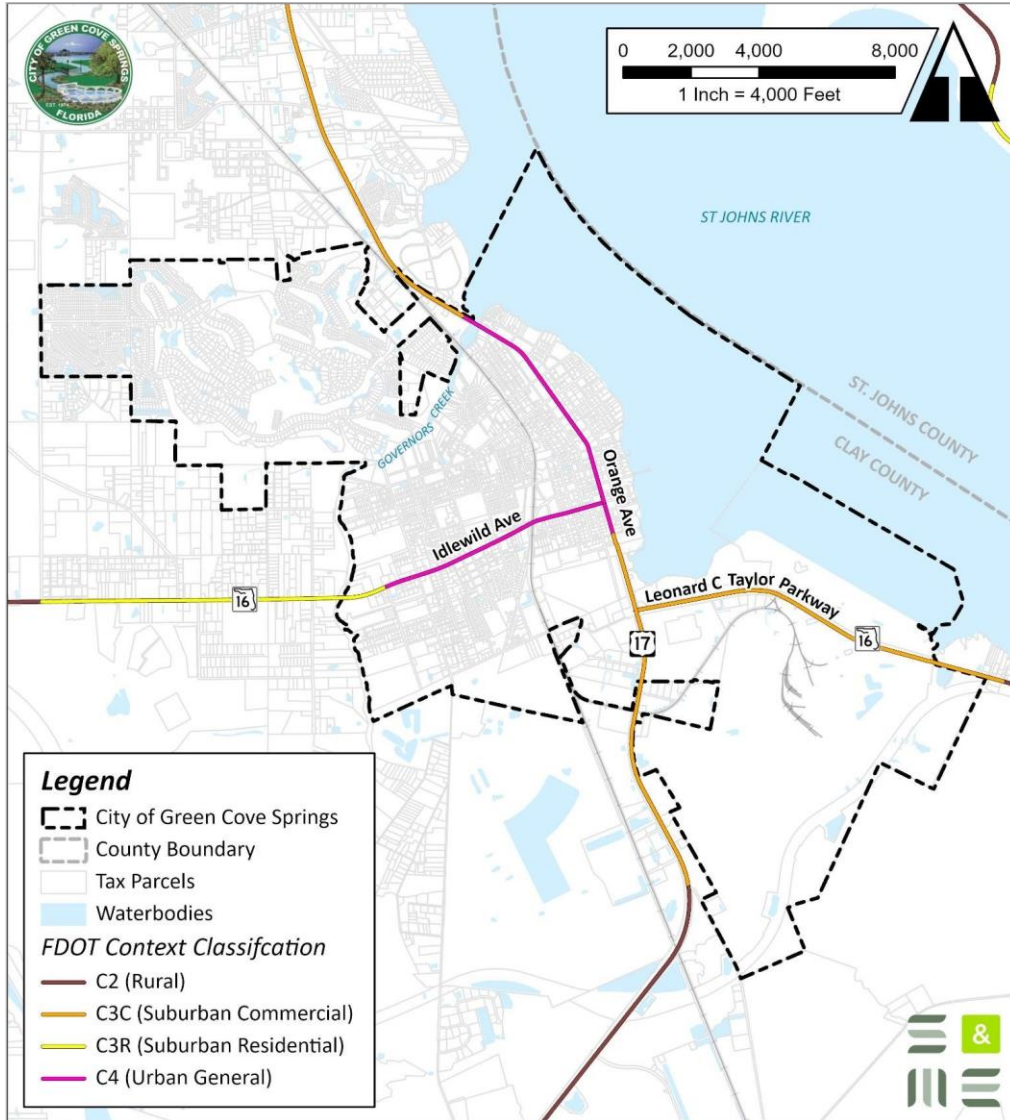 CITY OF GREEN COVE SPRINGS
EST. 1874
FLORIDA
0 2,000 4,000 8,000
1 Inch = 4,000 Feet
ST JOHNS RIVER
ST. JOHNS COUNTY
CLAY COUNTY
GOVERNORS CREEK
Orange Ave
Idlewild Ave
16
Leonard C Taylor Parkway
17
16
Legend
City of Green Cove Springs
County Boundary
Tax Parcels
Waterbodies
FDOT Context Classifcation
C2 (Rural)
C3C (Suburban Commercial)
C3R (Suburban Residential)
C4 (Urban General)
S &
M E